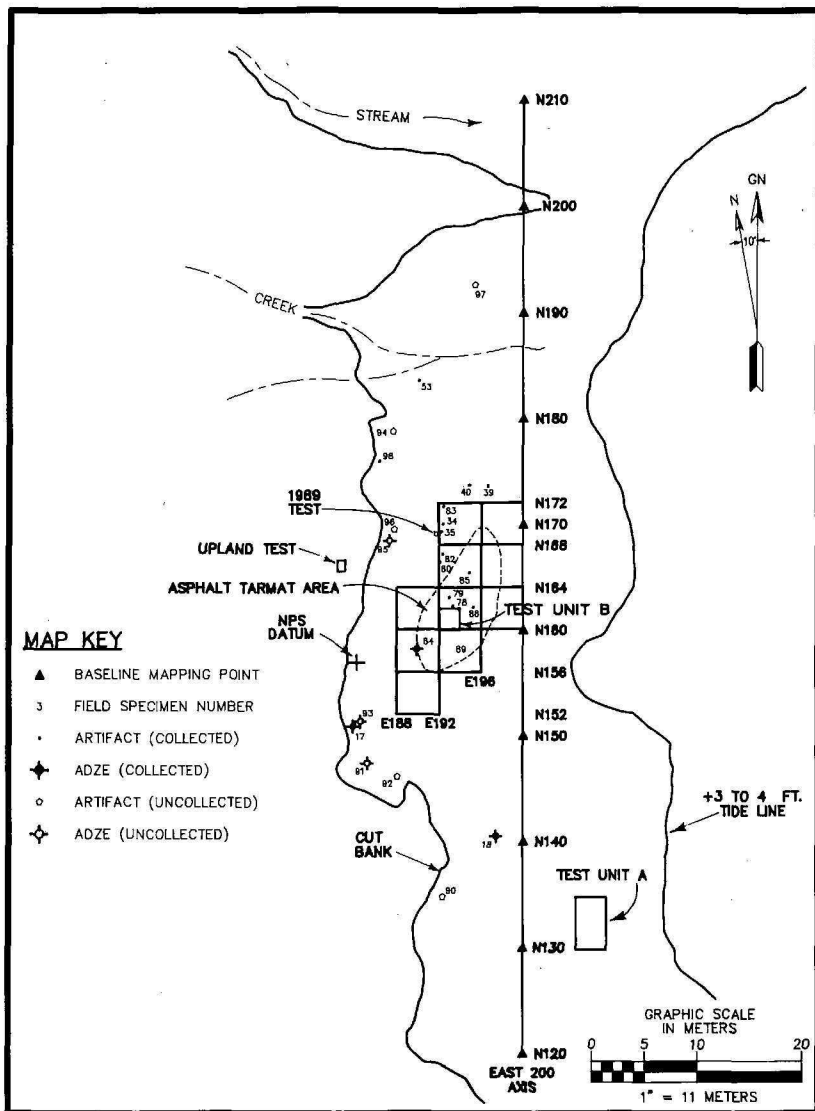 N210
STREAM
GN
N
N200
10°
97
CREEK
N190
53
N180
94
98
40 39
1989
TEST
N172
83
34
N170
35
96
95
N168
UPLAND TEST
82
80
85
ASPHALT TARMAT AREA
N164
79
78
88
TEST UNIT B
NPS
DATUM
N160
84
89
MAP KEY
N156
E196
BASELINE MAPPING POINT
3 FIELD SPECIMEN NUMBER
N152
E188 E192
93
17
N150
ARTIFACT (COLLECTED)
ADZE (COLLECTED)
91
92
ARTIFACT (UNCOLLECTED)
+3 TO 4 FT.
TIDE LINE
ADZE (UNCOLLECTED)
CUT
BANK
18
N140
TEST UNIT A
90
N130
GRAPHIC SCALE
IN METERS
0 5 10 20
N120
EAST 200
AXIS
1" = 11 METERS